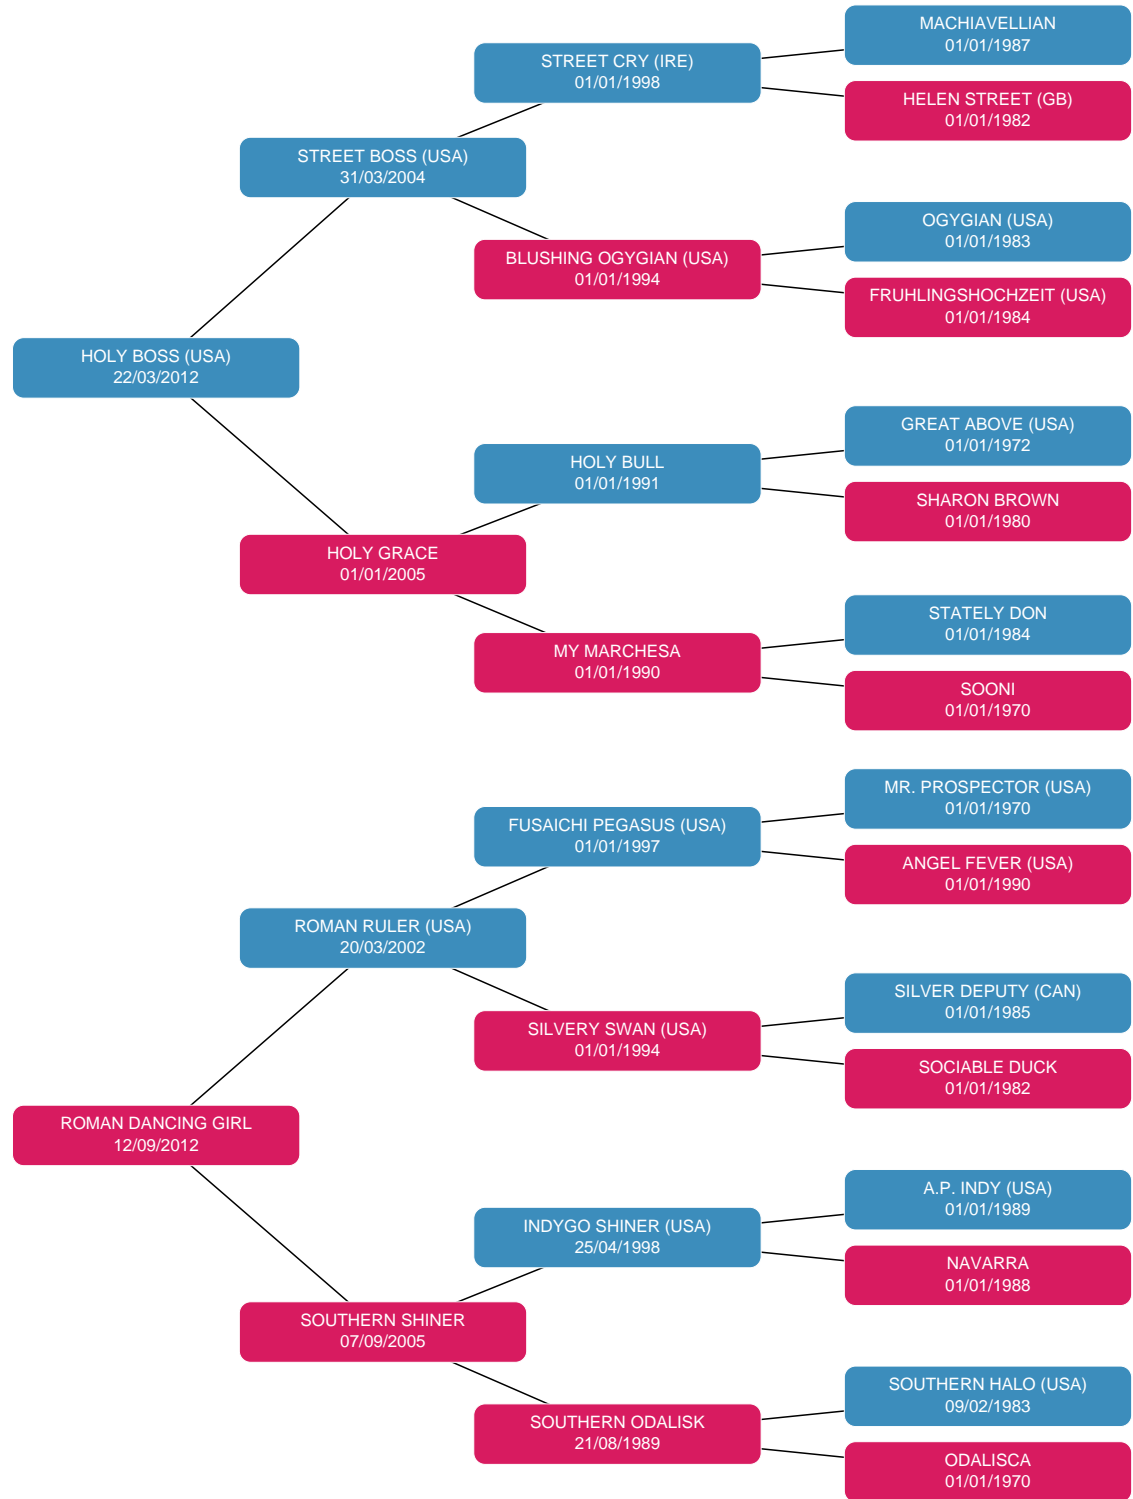 MACHIAVELLIAN
01/01/1987
STREET CRY (IRE)
01/01/1998
HELEN STREET (GB)
01/01/1982
STREET BOSS (USA)
31/03/2004
OGYGIAN (USA)
01/01/1983
BLUSHING OGYGIAN (USA)
01/01/1994
FRUHLINGSHOCHZEIT (USA)
01/01/1984
HOLY BOSS (USA)
22/03/2012
GREAT ABOVE (USA)
01/01/1972
HOLY BULL
01/01/1991
SHARON BROWN
01/01/1980
HOLY GRACE
01/01/2005
STATELY DON
01/01/1984
MY MARCHESA
01/01/1990
SOONI
01/01/1970
MR. PROSPECTOR (USA)
01/01/1970
FUSAICHI PEGASUS (USA)
01/01/1997
ANGEL FEVER (USA)
01/01/1990
ROMAN RULER (USA)
20/03/2002
SILVER DEPUTY (CAN)
01/01/1985
SILVERY SWAN (USA)
01/01/1994
SOCIABLE DUCK
01/01/1982
ROMAN DANCING GIRL
12/09/2012
A.P. INDY (USA)
01/01/1989
INDYGO SHINER (USA)
25/04/1998
NAVARRA
01/01/1988
SOUTHERN SHINER
07/09/2005
SOUTHERN HALO (USA)
09/02/1983
SOUTHERN ODALISK
21/08/1989
ODALISCA
01/01/1970